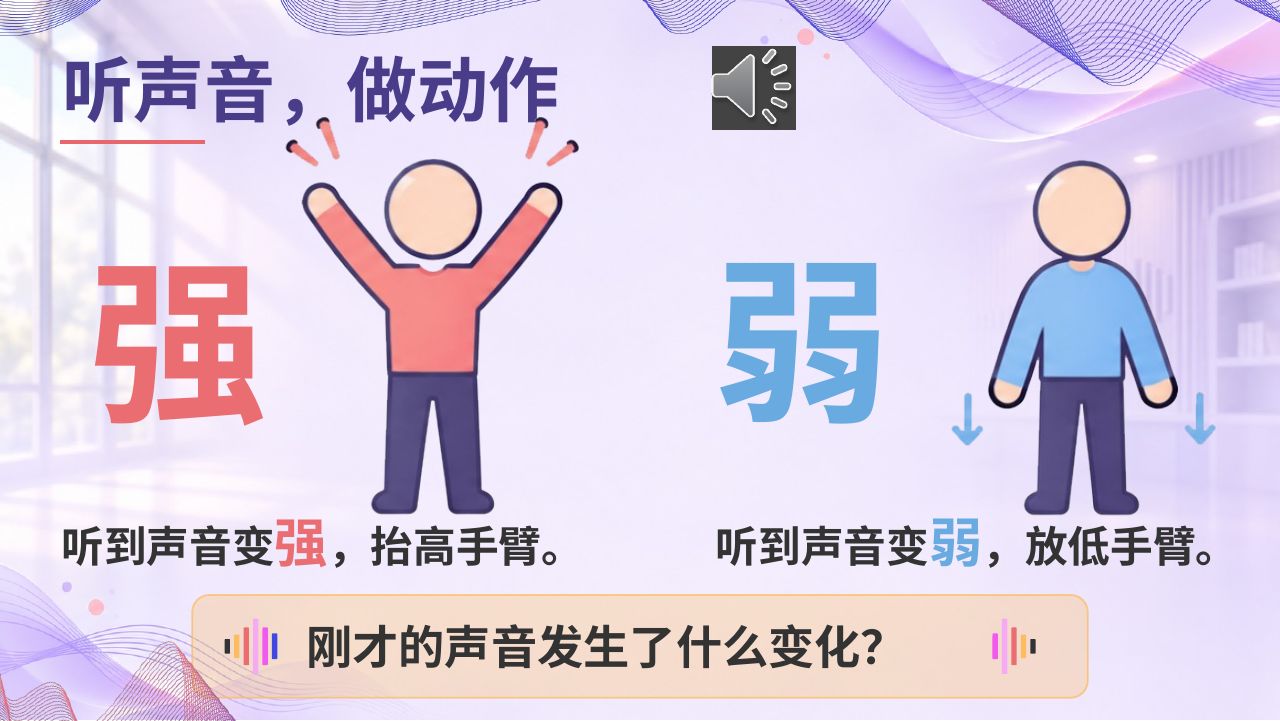 听声音，做动作
强
弱
听到声音变强，抬高手臂。
听到声音变弱，放低手臂。
刚才的声音发生了什么变化？